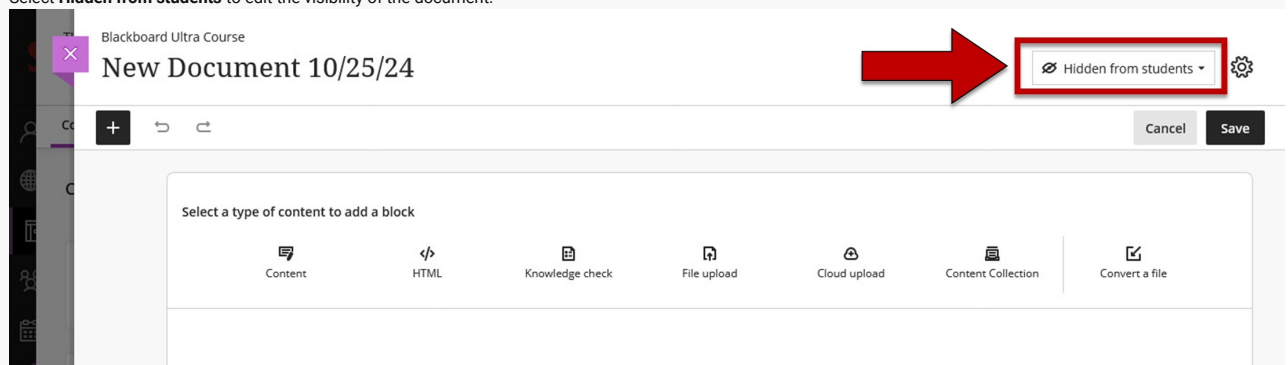 Select Hidden from students to edit the visibility of the document.
Blackboard Ultra Course
New Document 10/25/24
Hidden from students
Cancel
Save
Select a type of content to add a block
Content
HTML
Knowledge check
File upload
Cloud upload
Content Collection
Convert a file